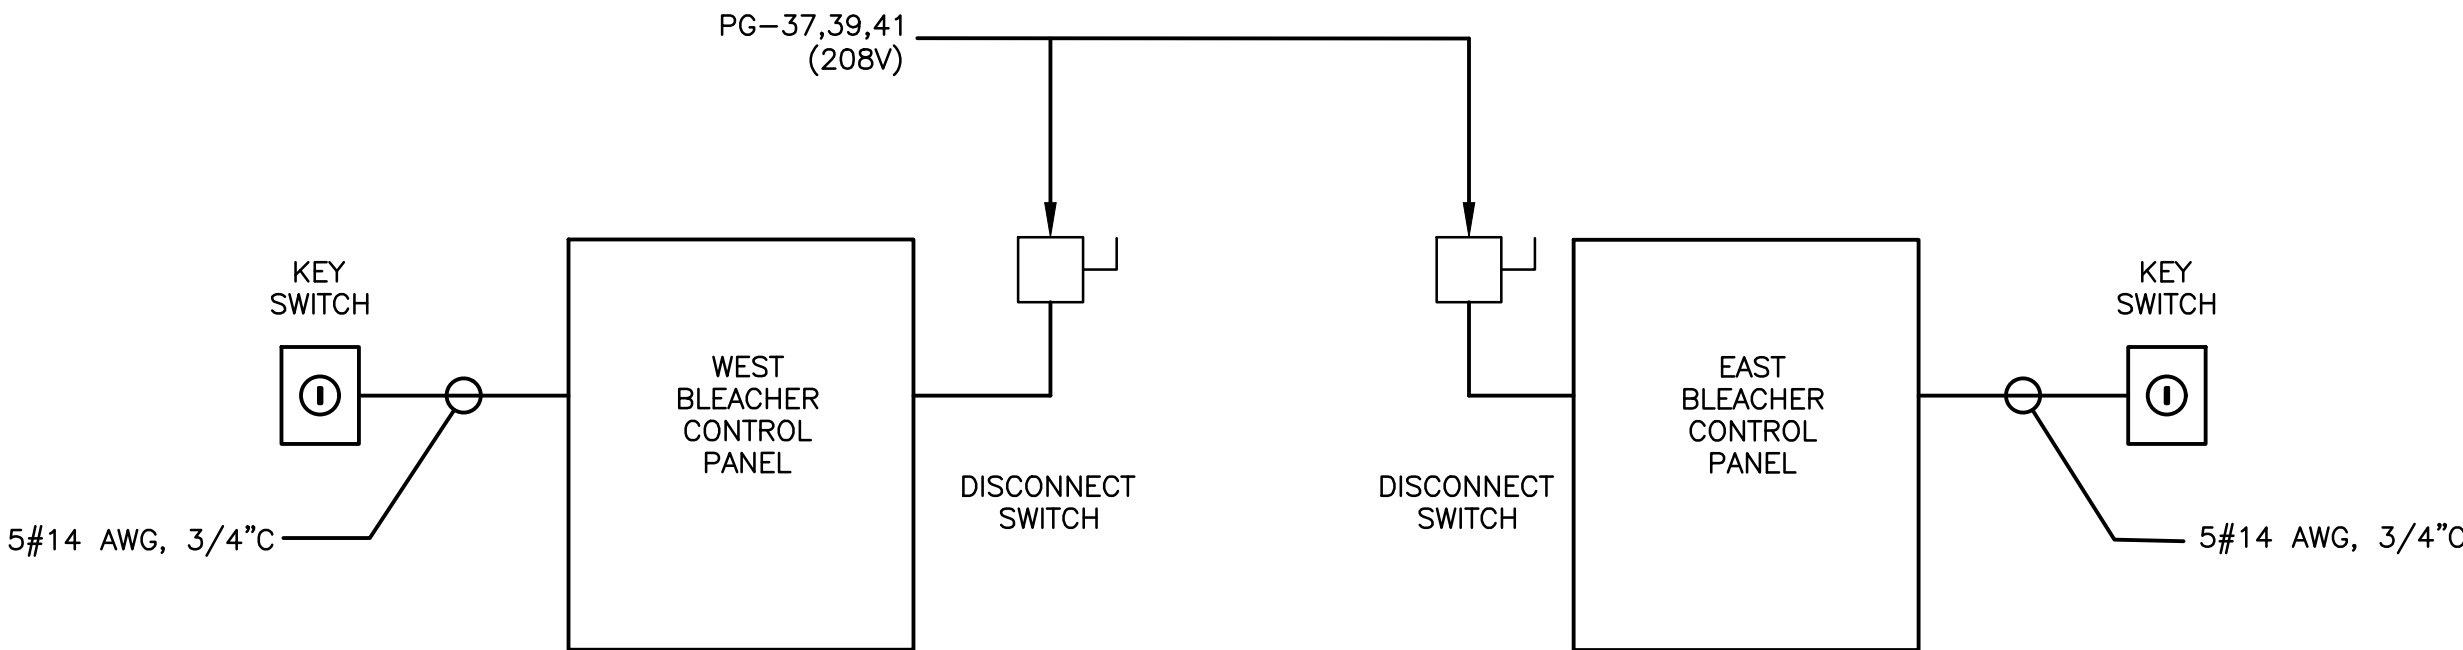 PG-37,39,41
(208V)
KEY
SWITCH
WEST
BLEACHER
CONTROL
PANEL
DISCONNECT
SWITCH
5#14 AWG, 3/4"C
DISCONNECT
SWITCH
EAST
BLEACHER
CONTROL
PANEL
KEY
SWITCH
5#14 AWG, 3/4"C